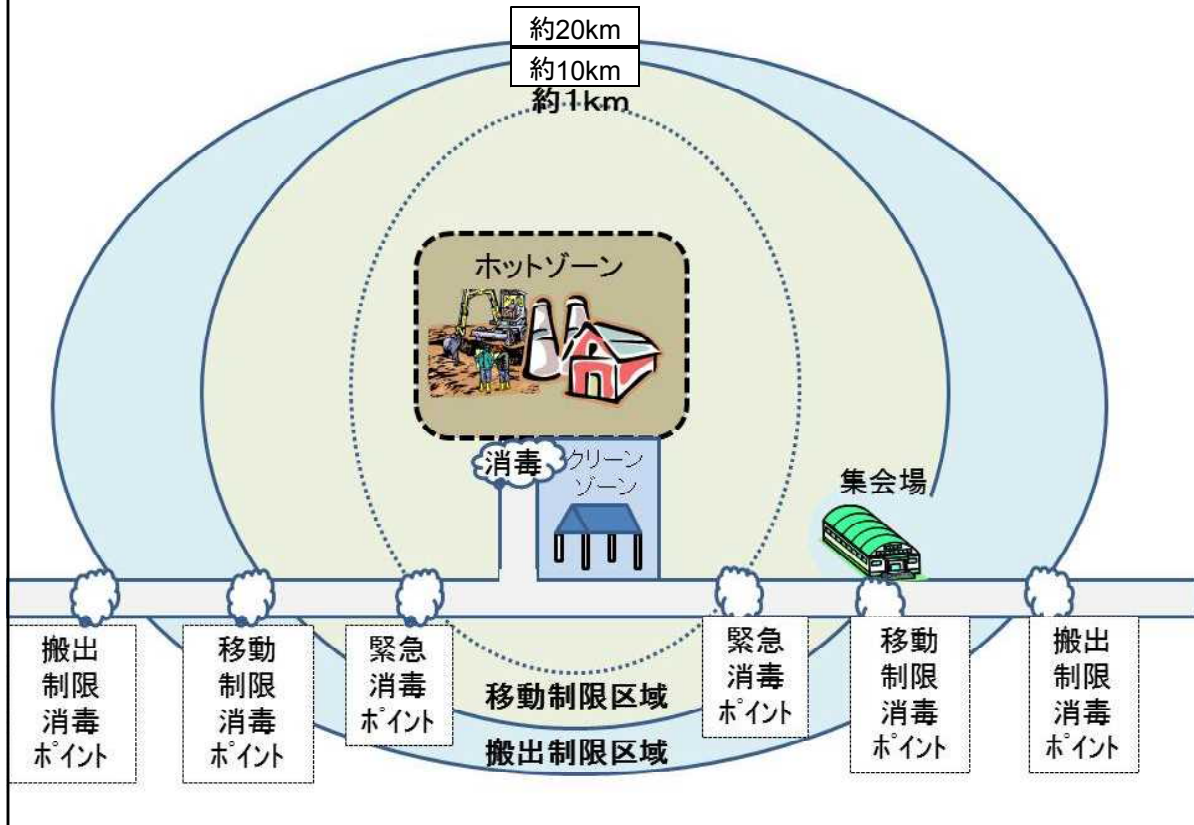 約20km
約10km
約1km
ホットゾーン
消毒
クリーン
ゾーン
集会場
搬出
制限
消毒
ポイント
移動
制限
消毒
ポイント
緊急
消毒
ポイント
緊急
消毒
ポイント
移動
制限
消毒
ポイント
搬出
制限
消毒
ポイント
移動制限区域
搬出制限区域